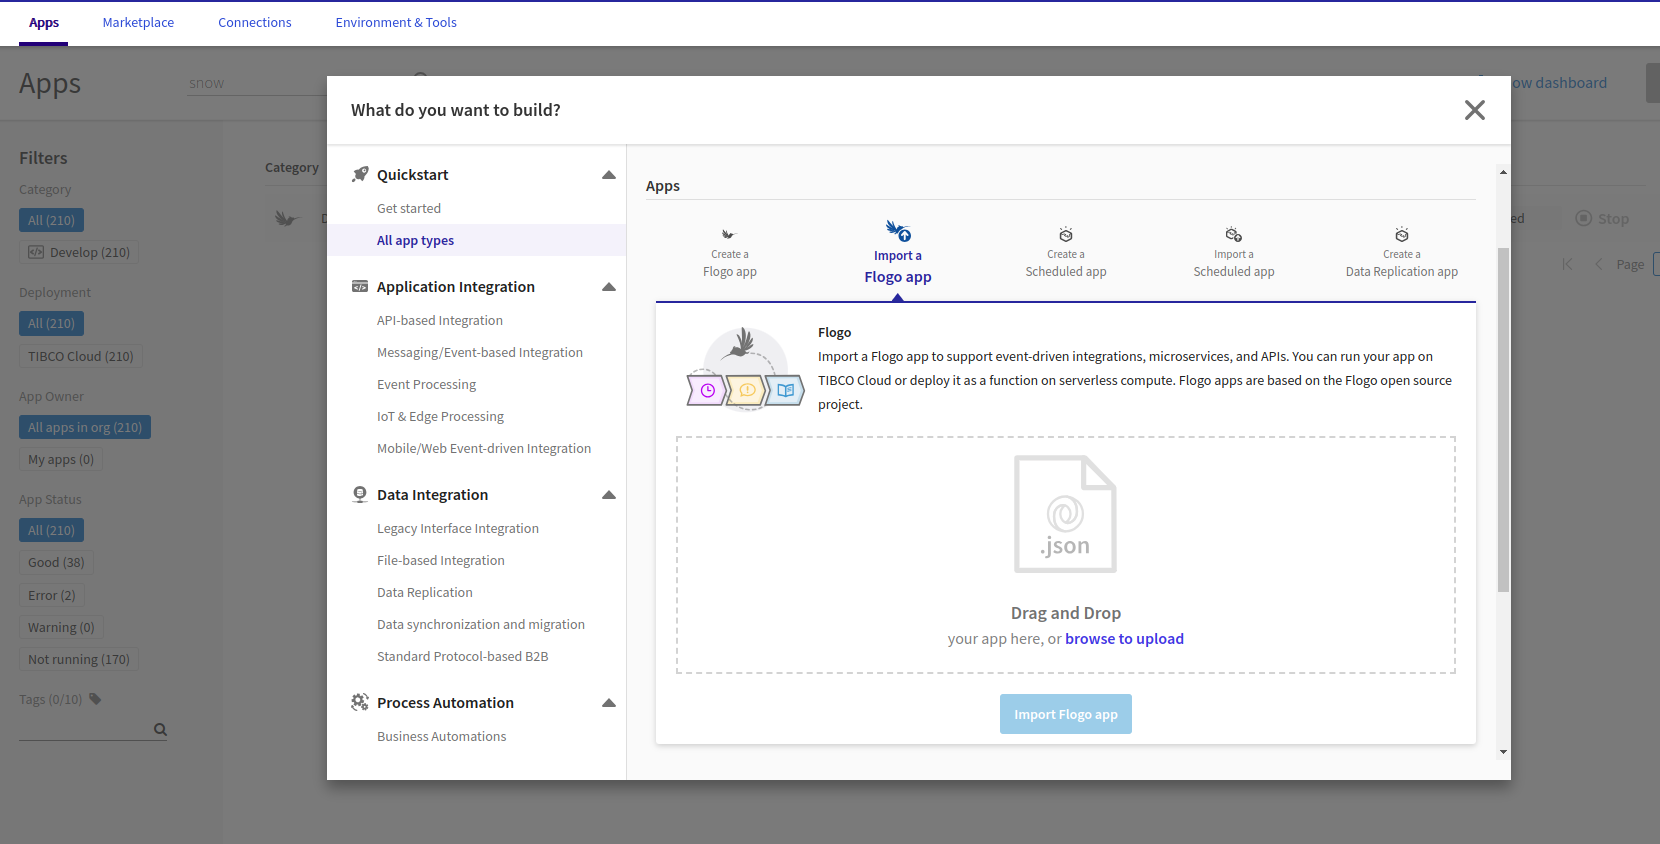 Apps
Marketplace
Connections
Environment & Tools
Apps
snow
ow dashboard
What do you want to build?
Filters
Category
All (210)
Develop (210)
Deployment
All (210)
TIBCO Cloud (210)
App Owner
All apps in org (210)
My apps (0)
App Status
All (210)
Good (38)
Error (2)
Warning (0)
Not running (170)
Tags (0/10)
Category
Quickstart
Get started
All app types
Application Integration
API-based Integration
Messaging/Event-based Integration
Event Processing
IoT & Edge Processing
Mobile/Web Event-driven Integration
Data Integration
Legacy Interface Integration
File-based Integration
Data Replication
Data synchronization and migration
Standard Protocol-based B2B
Process Automation
Business Automations
Apps
Create a
Flogo app
Import a
Flogo app
Create a
Scheduled app
Import a
Scheduled app
Create a
Data Replication app
Flogo
Import a Flogo app to support event-driven integrations, microservices, and APIs. You can run your app on
TIBCO Cloud or deploy it as a function on serverless compute. Flogo apps are based on the Flogo open source
project.
.json
Drag and Drop
your app here, or browse to upload
Import Flogo app
ed
Stop
Page